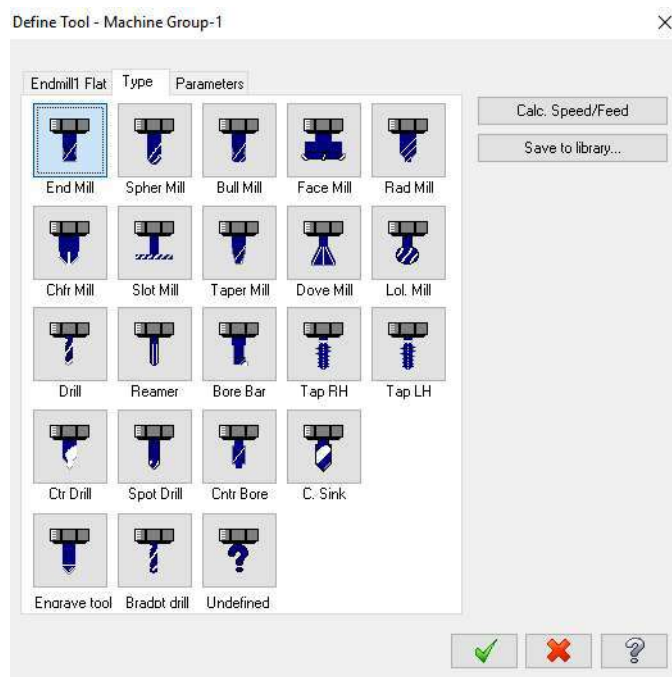 Define Tool - Machine Group-1
Endmill1 Flat Type Parameters
Calc. Speed/Feed
Save to library...
End Mill Spher Mill Bull Mill Face Mill Rad Mill
Chfr Mill Slot Mill Taper Mill Dove Mill Lol. Mill
Drill Reamer Bore Bar Tap RH Tap LH
Ctr Drill Spot Drill Cntr Bore C. Sink
Engrave tool Bradpt drill Undefined